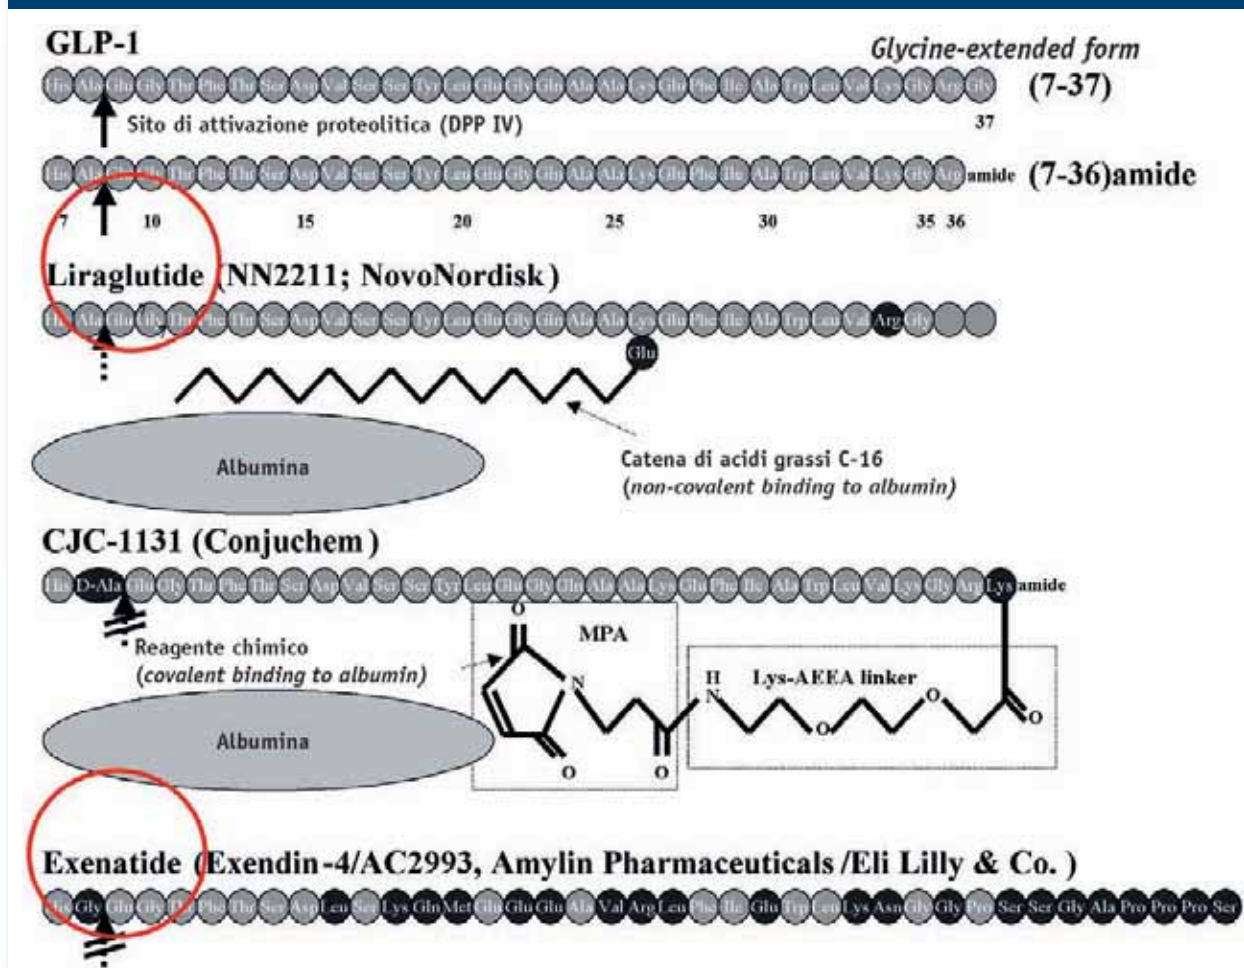 GLP-1
Glycine-extended form
His Ala Glu Gly Thr Phe Thr Ser Asp Val Ser Ser Tyr Leu Glu Gly Gln Ala Ala Lys Glu Phe Ile Ala Trp Leu Val Lys Gly Arg Gly (7-37)
Sito di attivazione proteolitica (DPP IV)
37
His Ala Glu Gly Thr Phe Thr Ser Asp Val Ser Ser Tyr Leu Glu Gly Gln Ala Ala Lys Glu Phe Ile Ala Trp Leu Val Lys Gly Arg amide (7-36)amide
7 10 15 20 25 30 35 36
Liraglutide (NN2211; NovoNordisk)
His Ala Glu Gly Thr Phe Thr Ser Asp Val Ser Ser Tyr Leu Glu Gly Gln Ala Ala Lys Glu Phe Ile Ala Trp Leu Val Arg Gly
Glu
Albumina
Catena di acidi grassi C-16
(non-covalent binding to albumin)
CJC-1131 (Conjuchem)
His D-Ala Glu Gly Thr Phe Thr Ser Asp Val Ser Ser Tyr Leu Glu Gly Gln Ala Ala Lys Glu Phe Ile Ala Trp Leu Val Lys Gly Arg Lys amide
O
MPA
Reagente chimico
(covalent binding to albumin)
N
H
N
Lys-AEEA linker
O
O
O
Albumina
O
O
Exenatide (Exendin-4/AC2993, Amylin Pharmaceuticals/Eli Lilly & Co.)
His Gly Glu Gly Thr Phe Thr Ser Asp Leu Ser Lys Gln Met Glu Glu Glu Ala Val Arg Leu Phe Ile Glu Trp Leu Lys Asn Gly Gly Pro Ser Ser Gly Ala Pro Pro Pro Ser